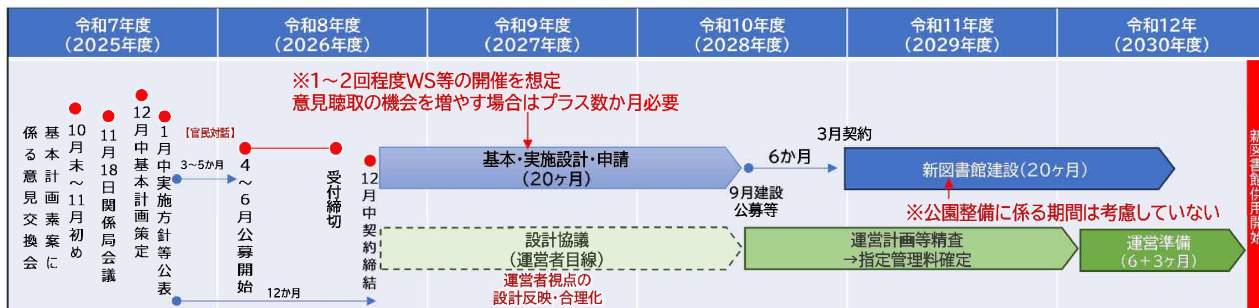 令和7年度
(2025年度)
令和8年度
(2026年度)
令和9年度
(2027年度)
令和10年度
(2028年度)
令和11年度
(2029年度)
令和12年
(2030年度)
基本計画素案に
係る意見交換会
10月末～11月初め
11月18日関係局会議
12月中基本計画策定
1月中実施方針等公表
【官民対話】
3～5か月
4～6月公募開始
受付締切
12月中契約締結
12か月
※1～2回程度WS等の開催を想定
意見聴取の機会を増やす場合はプラス数か月必要
基本・実施設計・申請
(20ヶ月)
6か月
9月建設
公募等
3月契約
新図書館建設(20ヶ月)
※公園整備に係る期間は考慮していない
設計協議
(運営者目線)
運営者視点の
設計反映・合理化
運営計画等精査
→指定管理料確定
運営準備
(6+3ヶ月)
新図書館併用開始